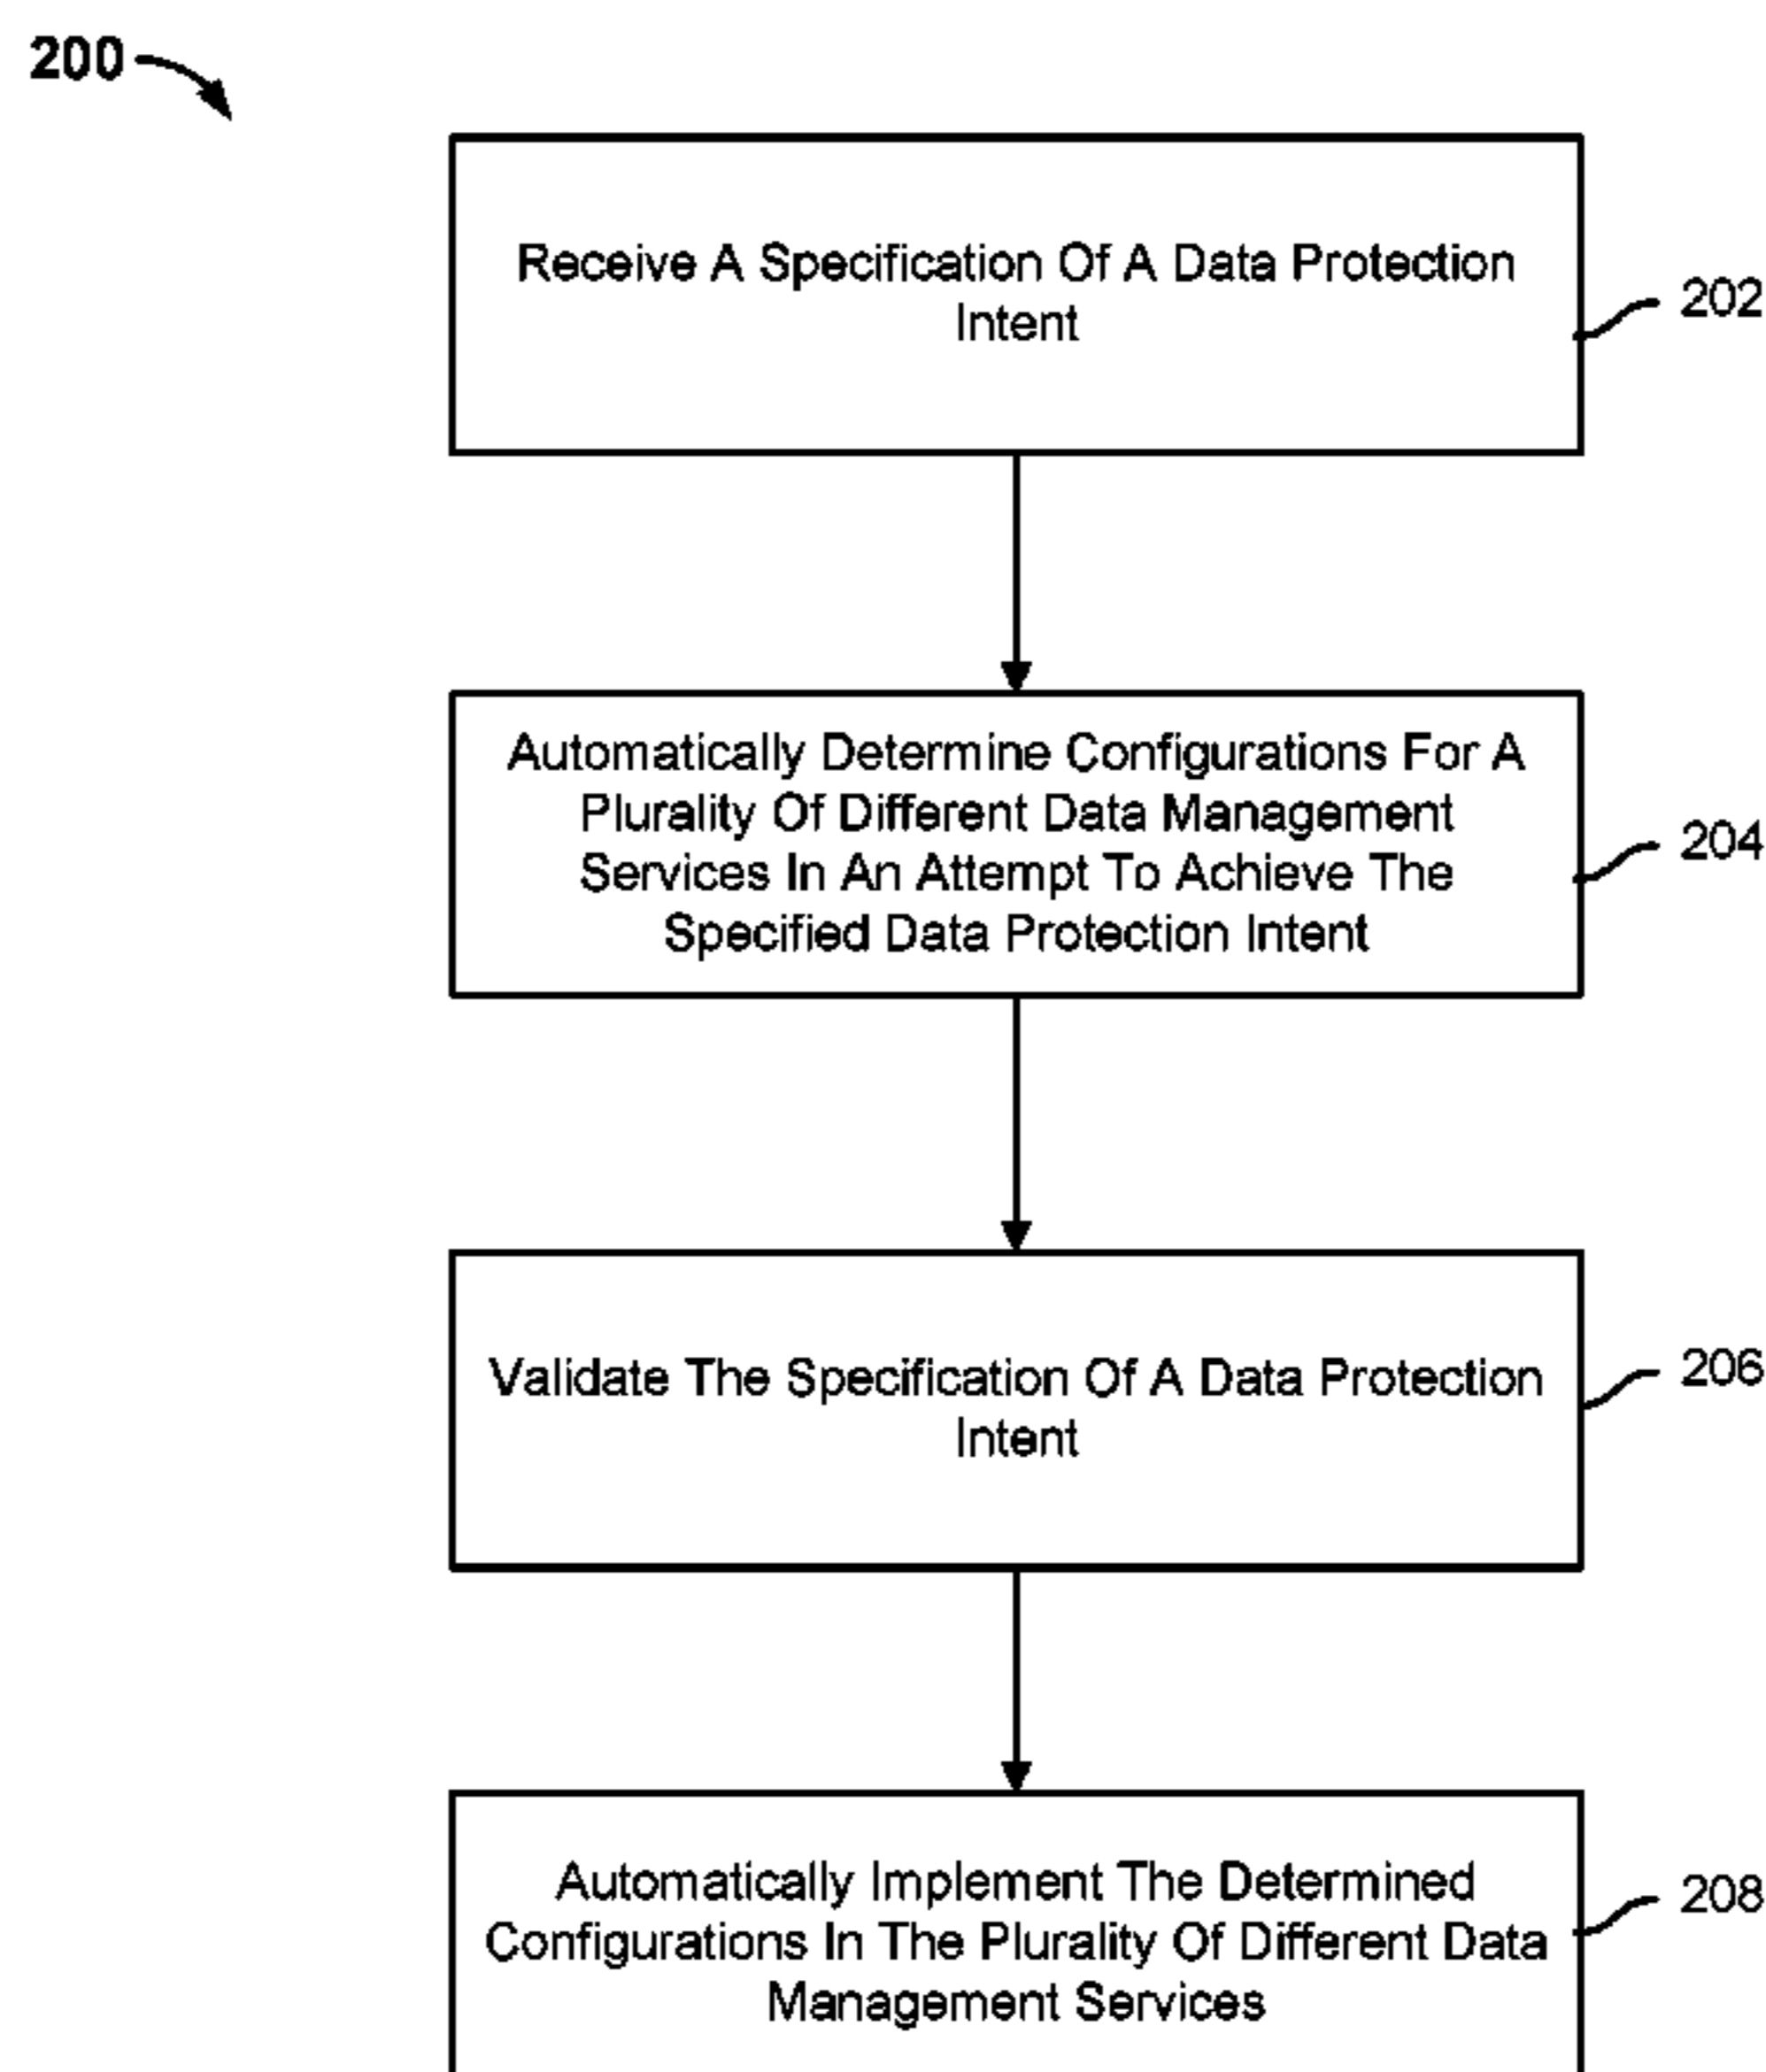 200
Receive A Specification Of A Data Protection
Intent
202
Automatically Determine Configurations For A
Plurality Of Different Data Management
Services In An Attempt To Achieve The
Specified Data Protection Intent
204
Validate The Specification Of A Data Protection
Intent
206
Automatically Implement The Determined
Configurations In The Plurality Of Different Data
Management Services
208